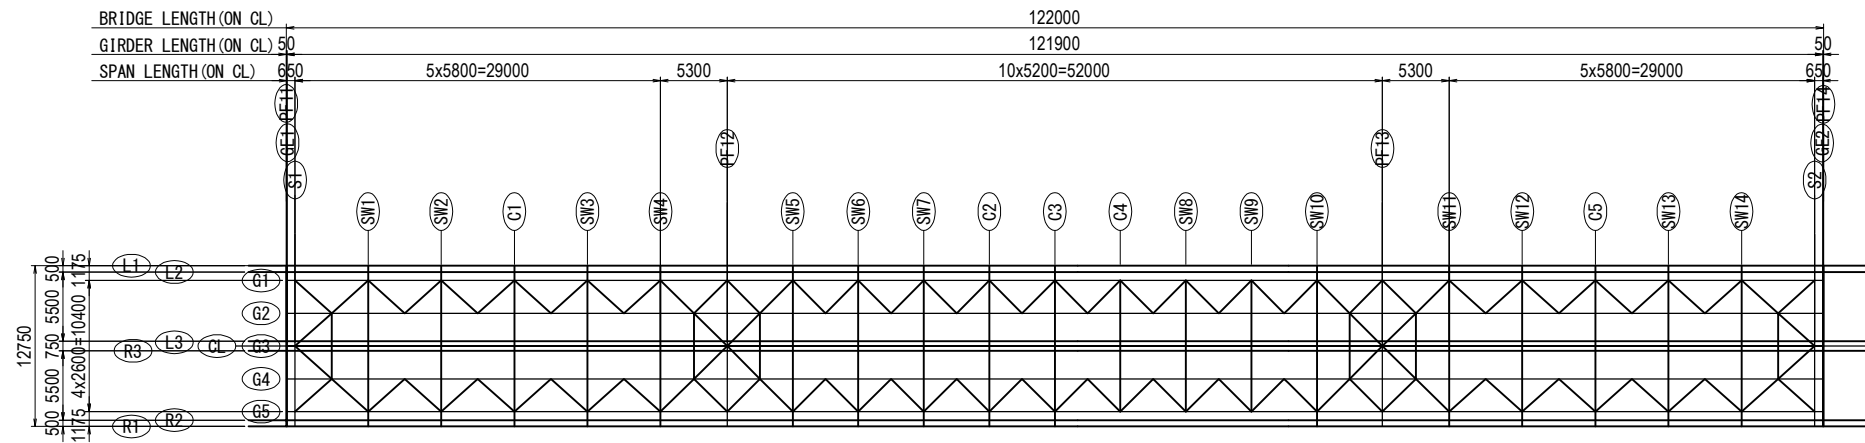 BRIDGE LENGTH(ON CL) 122000
GIRDER LENGTH(ON CL) 50 121900 50
SPAN LENGTH(ON CL) 650 5x5800=29000 5300 10x5200=52000 5300 5x5800=29000 650
PF11 PF14
GE1 PF12 PF13 GE2
S1 S2
SW1 SW2 C1 SW3 SW4 SW5 SW6 SW7 C2 C3 C4 SW8 SW9 SW10 SW11 SW12 C5 SW13 SW14
12750
500 5500 750 5500 500
1175 4x2600=10400 1175
L1 L2 G1
G2
R3 L3 CL G3
G4
R1 R2 G5